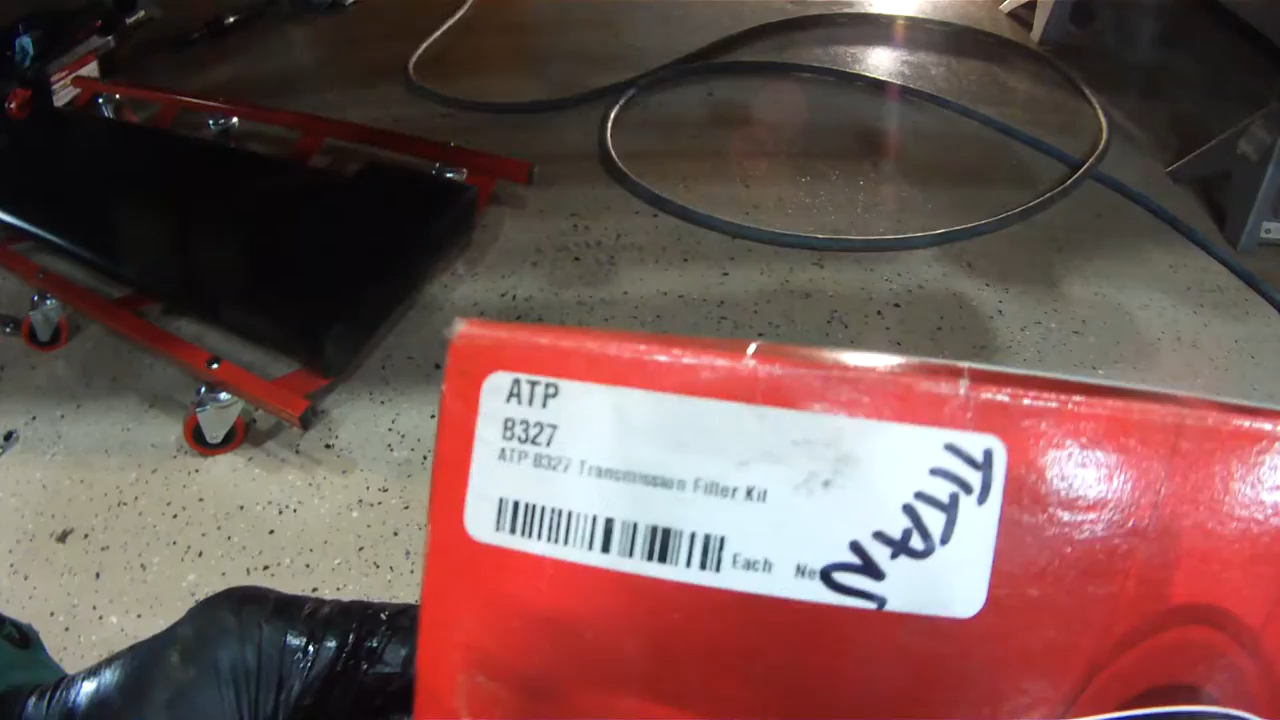 ATP
B327
ATP B327 Transmission Filter Kit
Each
TITAN